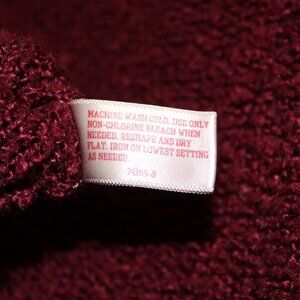 MACHINE WASH COLD. USE ONLY
NON-CHLORINE BLEACH WHEN
NEEDED, RESHAPE AND DRY
FLAT. IRON ON LOWEST SETTING
AS NEEDED.
74165-8